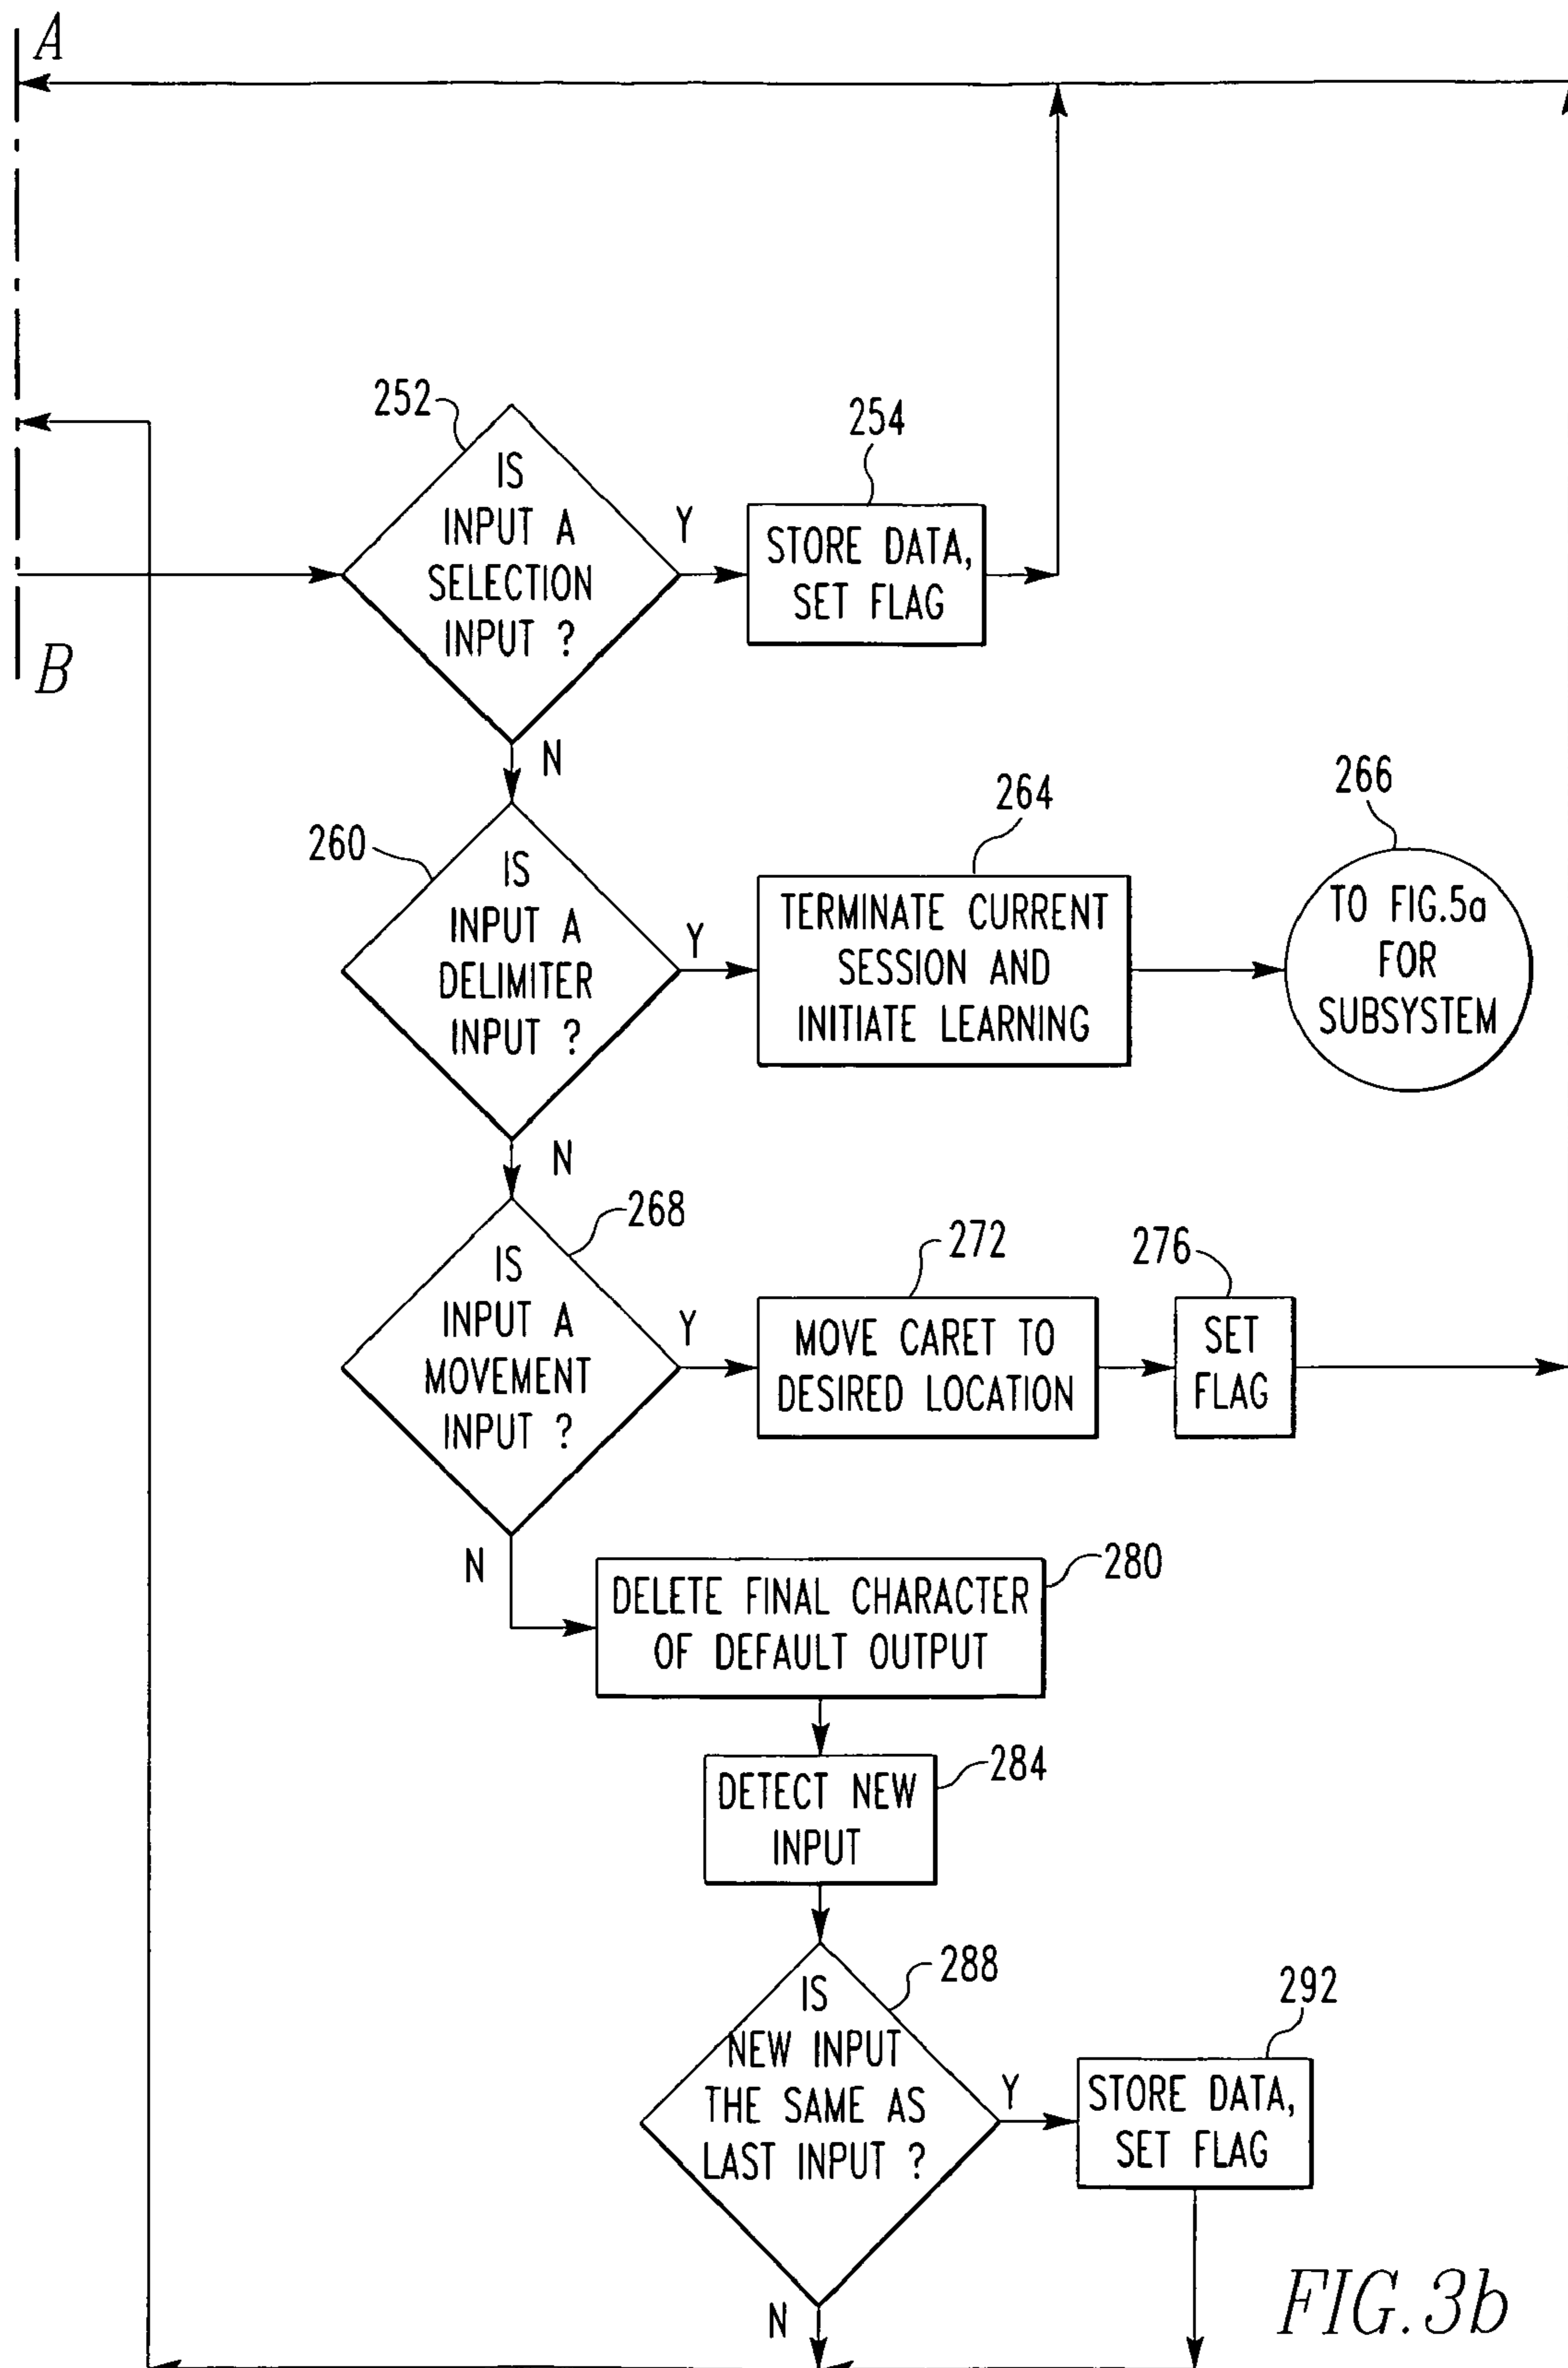 A
252
IS
INPUT A
SELECTION
INPUT ?
Y
254
STORE DATA,
SET FLAG
B
N
260
IS
INPUT A
DELIMITER
INPUT ?
Y
264
TERMINATE CURRENT
SESSION AND
INITIATE LEARNING
266
TO FIG.5a
FOR
SUBSYSTEM
N
268
IS
INPUT A
MOVEMENT
INPUT ?
Y
272
MOVE CARET TO
DESIRED LOCATION
276
SET
FLAG
N
280
DELETE FINAL CHARACTER
OF DEFAULT OUTPUT
284
DETECT NEW
INPUT
288
IS
NEW INPUT
THE SAME AS
LAST INPUT ?
Y
292
STORE DATA,
SET FLAG
N
FIG.3b